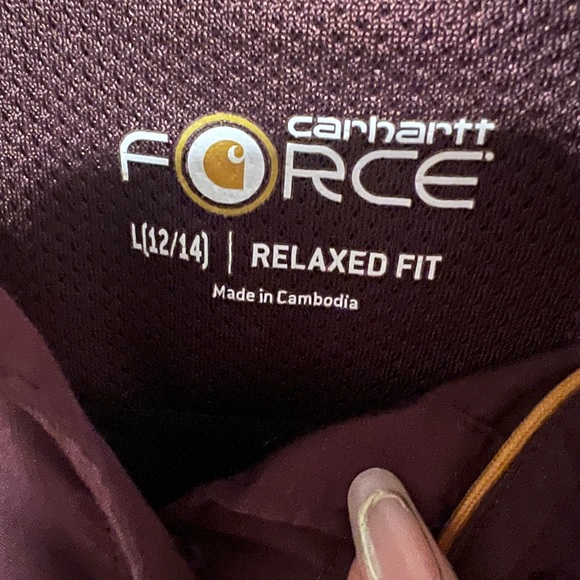 carhartt
FORCE
L(12/14) | RELAXED FIT
Made in Cambodia